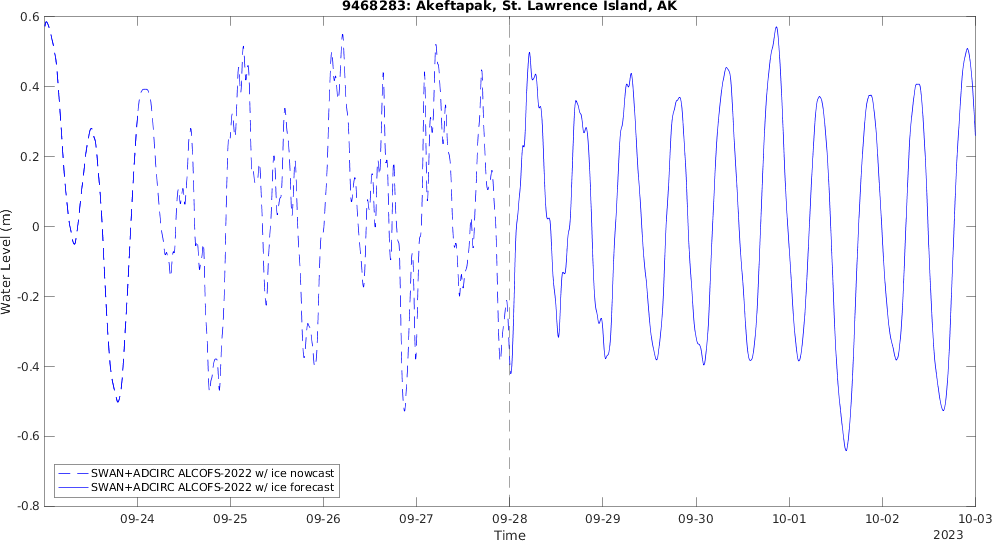 9468283: Akeftapak, St. Lawrence Island, AK
Water Level (m)
0.6
0.4
0.2
0
-0.2
-0.4
-0.6
-0.8
SWAN+ADCIRC ALCOFS-2022 w/ ice nowcast
SWAN+ADCIRC ALCOFS-2022 w/ ice forecast
09-24 09-25 09-26 09-27 09-28 09-29 09-30 10-01 10-02 10-03
Time
2023